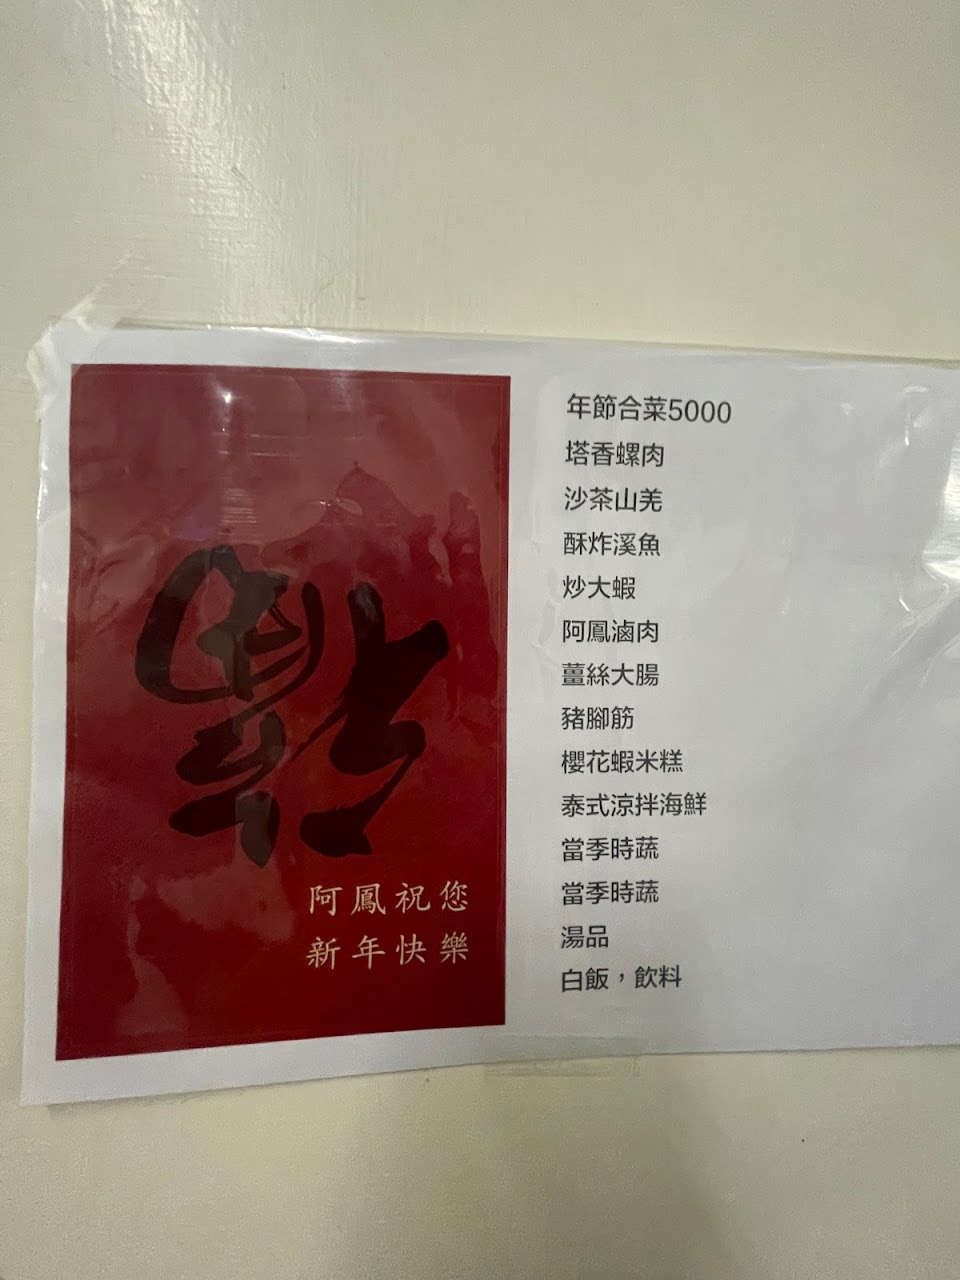 福
阿鳳祝您
新年快樂
年節合菜5000
塔香螺肉
沙茶山羌
酥炸溪魚
炒大蝦
阿鳳滷肉
薑絲大腸
豬腳筋
櫻花蝦米糕
泰式涼拌海鮮
當季時蔬
當季時蔬
湯品
白飯，飲料